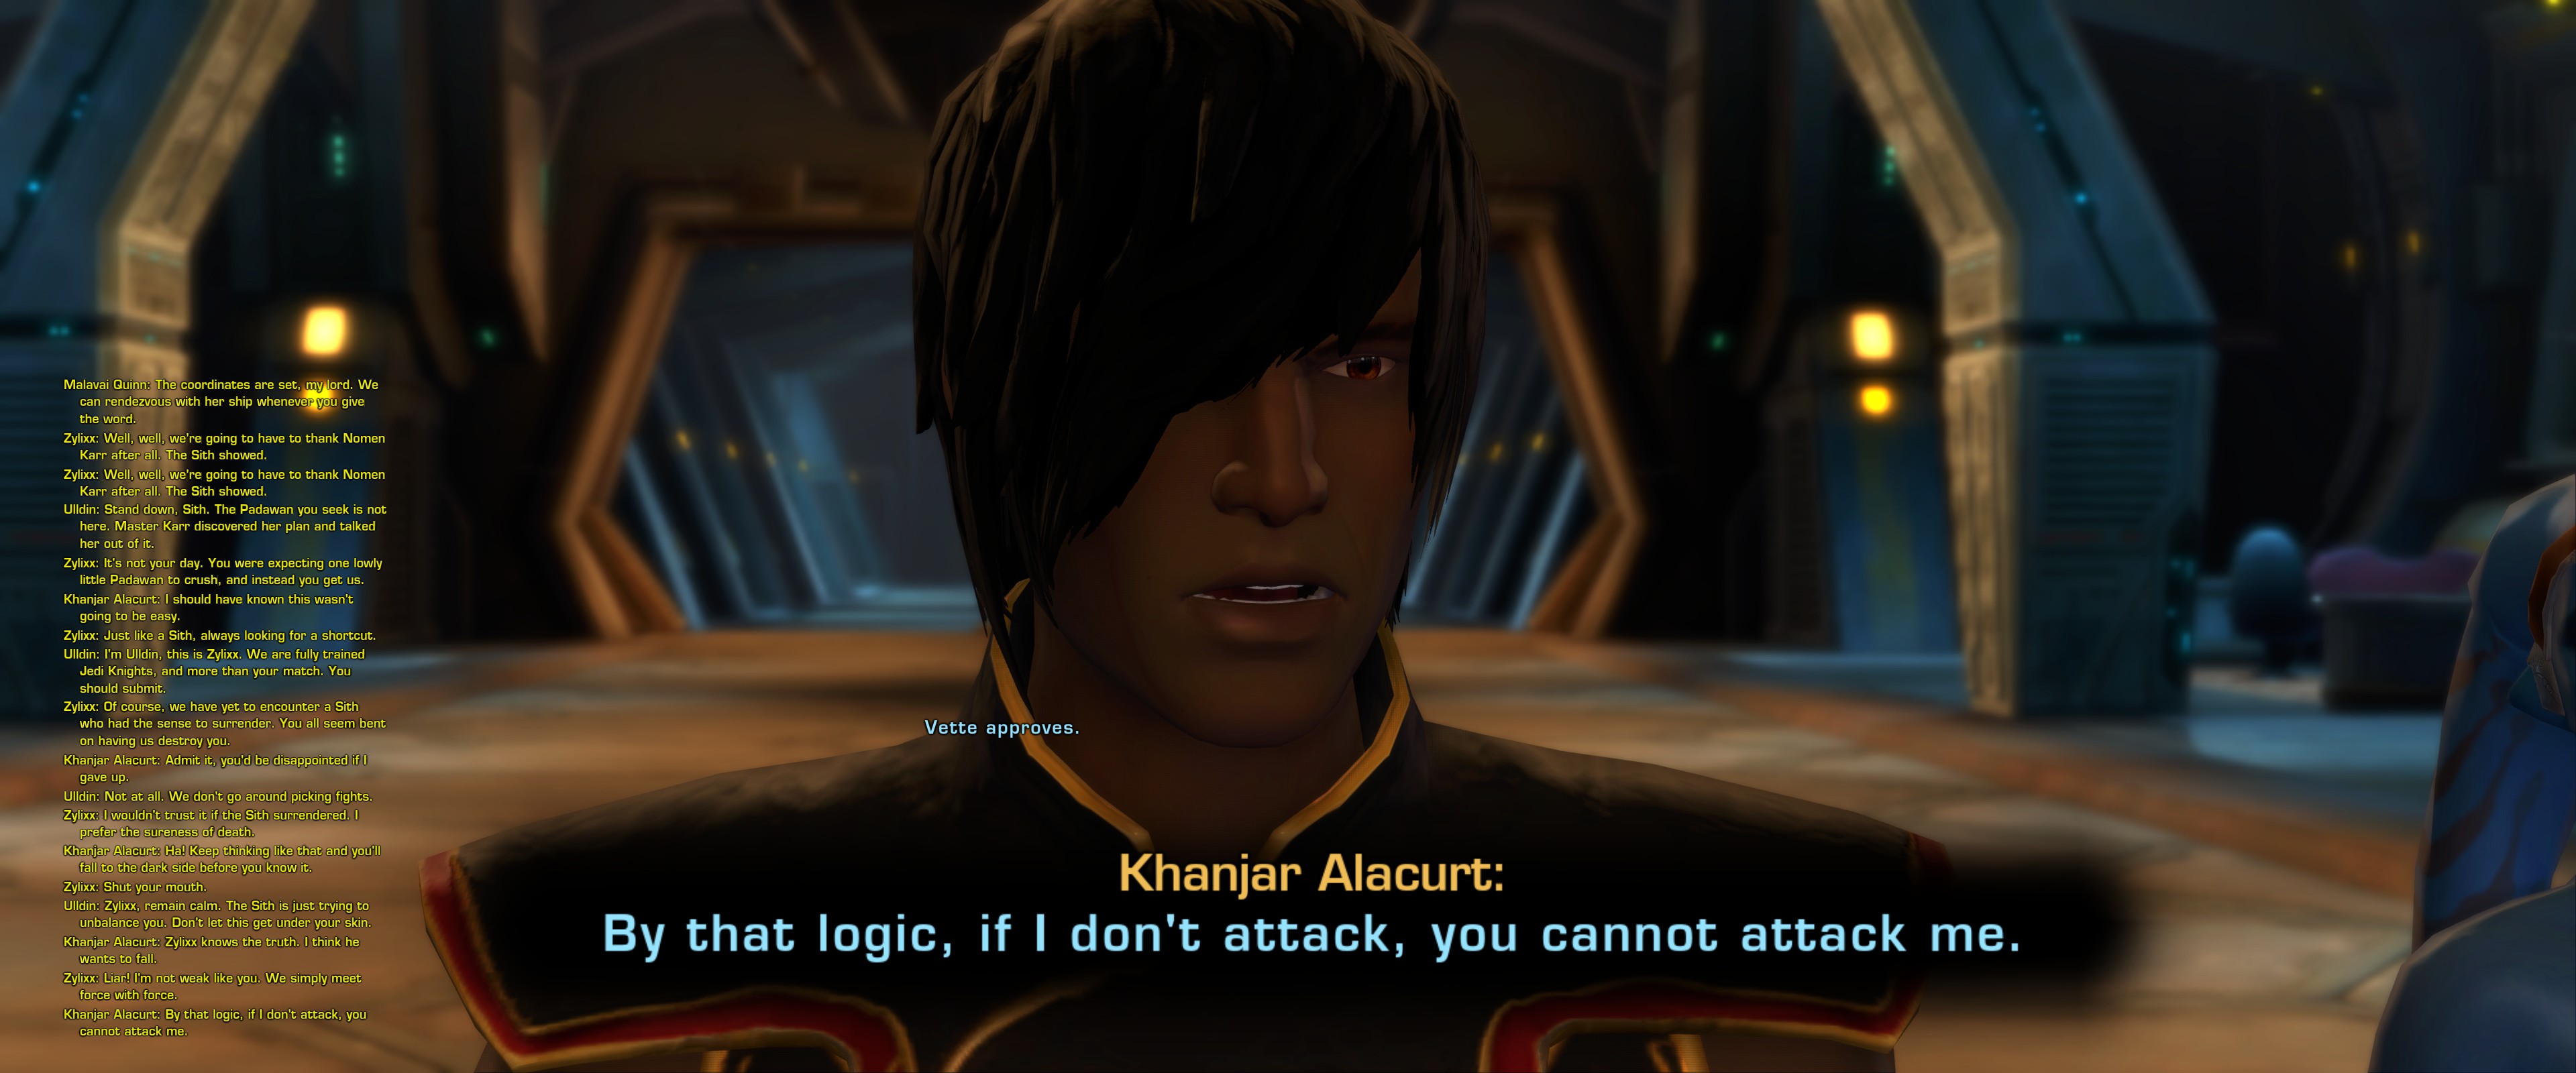 Malavai Quinn: The coordinates are set, my lord. We
can rendezvous with her ship whenever you give
the word.
Zylixx: Well, well, we're going to have to thank Nomen
Karr after all. The Sith showed.
Zylixx: Well, well, we're going to have to thank Nomen
Karr after all. The Sith showed.
Ulldin: Stand down, Sith. The Padawan you seek is not
here. Master Karr discovered her plan and talked
her out of it.
Zylixx: It's not your day. You were expecting one lowly
little Padawan to crush, and instead you get us.
Khanjar Alacurt: I should have known this wasn't
going to be easy.
Zylixx: Just like a Sith, always looking for a shortcut.
Ulldin: I'm Ulldin, this is Zylixx. We are fully trained
Jedi Knights, and more than your match. You
should submit.
Zylixx: Of course, we have yet to encounter a Sith
who had the sense to surrender. You all seem bent
on having us destroy you.
Khanjar Alacurt: Admit it, you'd be disappointed if I
gave up.
Ulldin: Not at all. We don't go around picking fights.
Zylixx: I wouldn't trust it if the Sith surrendered. I
prefer the sureness of death.
Khanjar Alacurt: Ha! Keep thinking like that and you'll
fall to the dark side before you know it.
Zylixx: Shut your mouth.
Ulldin: Zylixx, remain calm. The Sith is just trying to
unbalance you. Don't let this get under your skin.
Khanjar Alacurt: Zylixx knows the truth. I think he
wants to fall.
Zylixx: Liar! I'm not weak like you. We simply meet
force with force.
Khanjar Alacurt: By that logic, if I don't attack, you
cannot attack me.
Vette approves.
Khanjar Alacurt:
By that logic, if I don't attack, you cannot attack me.